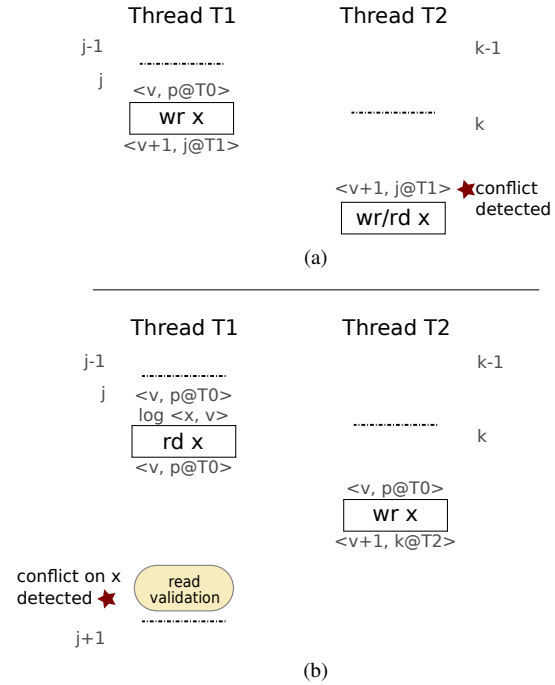 Thread T1
Thread T2
j-1
k-1
j
<v, p@T0>
wr x
k
<v+1, j@T1>
<v+1, j@T1>
conflict
detected
wr/rd x
(a)
Thread T1
Thread T2
j-1
k-1
j
<v, p@T0>
log <x, v>
rd x
k
<v, p@T0>
<v, p@T0>
wr x
<v+1, k@T2>
conflict on x
detected
read
validation
j+1
(b)